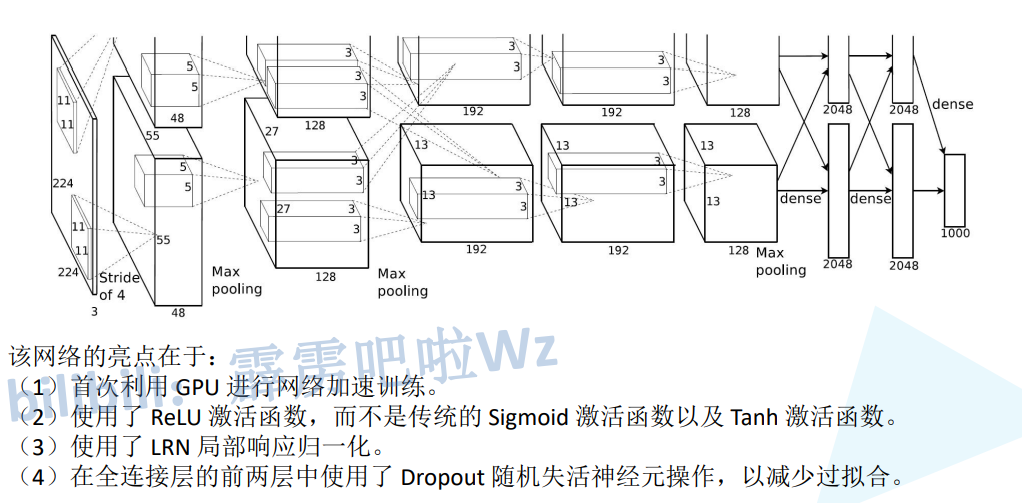 5
5
48
3
3
3
128
3
3
192
3
3
192
128
2048
2048
dense
11
11
224
55
5
5
27
3
3
13
13
3
13
11
11
224
55
27
3
3
13
3
3
13
13
dense
dense
1000
192
192
128
128
2048
2048
Stride
of 4
3
48
Max
pooling
Max
pooling
Max
pooling
bilibili：霹雳吧啦Wz
该网络的亮点在于：
（1）首次利用 GPU 进行网络加速训练。
（2）使用了 ReLU 激活函数，而不是传统的 Sigmoid 激活函数以及 Tanh 激活函数。
（3）使用了 LRN 局部响应归一化。
（4）在全连接层的前两层中使用了 Dropout 随机失活神经元操作，以减少过拟合。